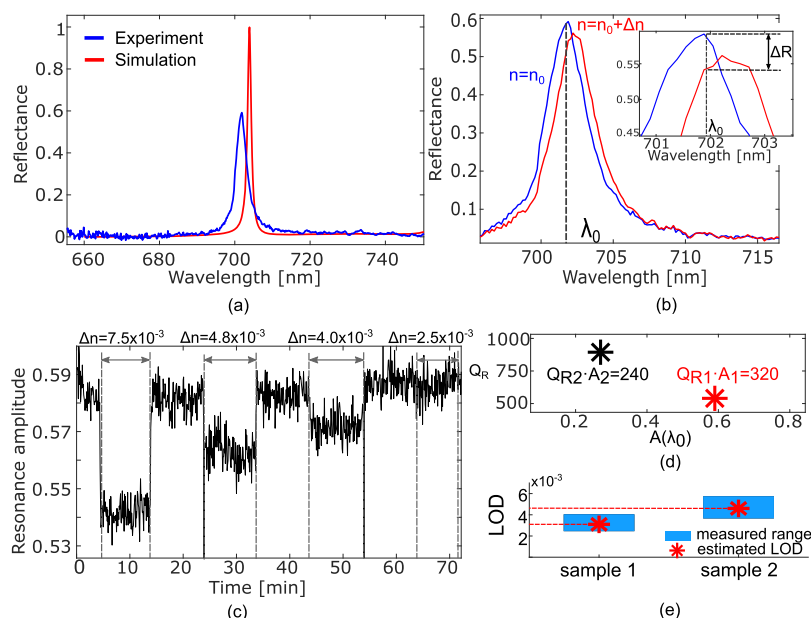 1
0.8
0.6
0.4
0.2
0
Reflectance
Experiment
Simulation
660 680 700 720 740
Wavelength [nm]
(a)
0.6
0.5
0.4
0.3
0.2
0.1
Reflectance
n=n₀
n=n₀+Δn
λ₀
700 705 710 715
Wavelength [nm]
(b)
0.55
0.45
ΔR
λ₀
701 702 703
Wavelength [nm]
Δn=7.5x10⁻³ Δn=4.8x10⁻³ Δn=4.0x10⁻³ Δn=2.5x10⁻³
0.59
0.57
0.55
0.53
Resonance amplitude
0 10 20 30 40 50 60 70
Time [min]
(c)
1000
750
500
Q_R
Q_R2·A₂=240
Q_R1·A₁=320
0.2 0.4 0.6 0.8
A(λ₀)
(d)
x10⁻³
6
4
2
LOD
measured range
estimated LOD
sample 1 sample 2
(e)